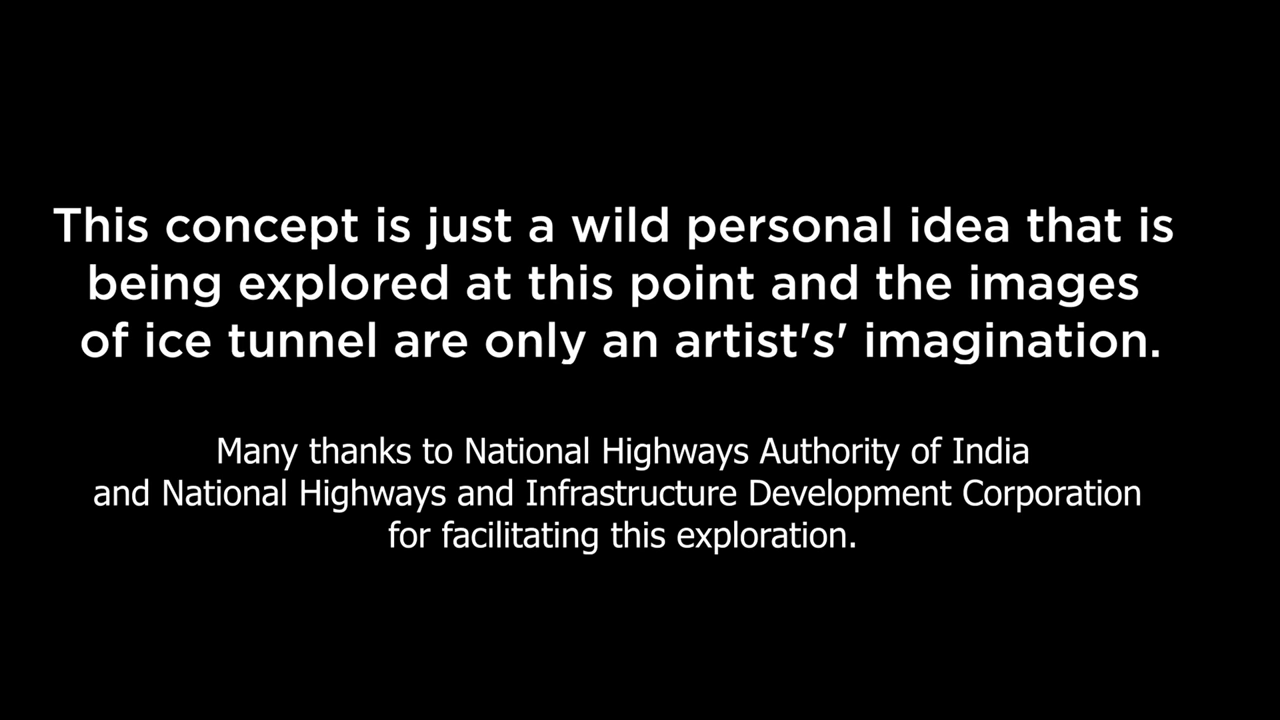 This concept is just a wild personal idea that is
being explored at this point and the images
of ice tunnel are only an artist's' imagination.
Many thanks to National Highways Authority of India
and National Highways and Infrastructure Development Corporation
for facilitating this exploration.